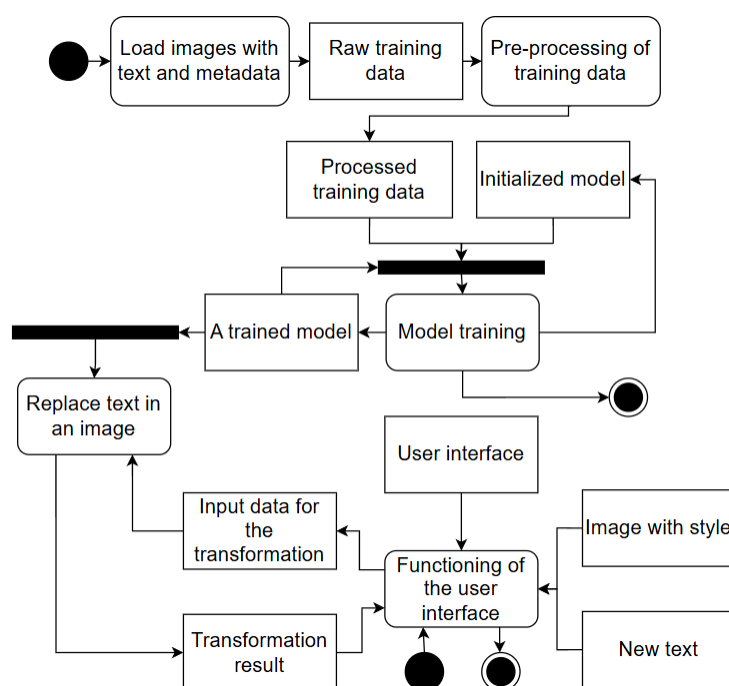 Load images with
text and metadata
Raw training
data
Pre-processing of
training data
Processed
training data
Initialized model
A trained model
Model training
Replace text in
an image
User interface
Input data for
the
transformation
Image with style
Functioning of
the user
interface
Transformation
result
New text